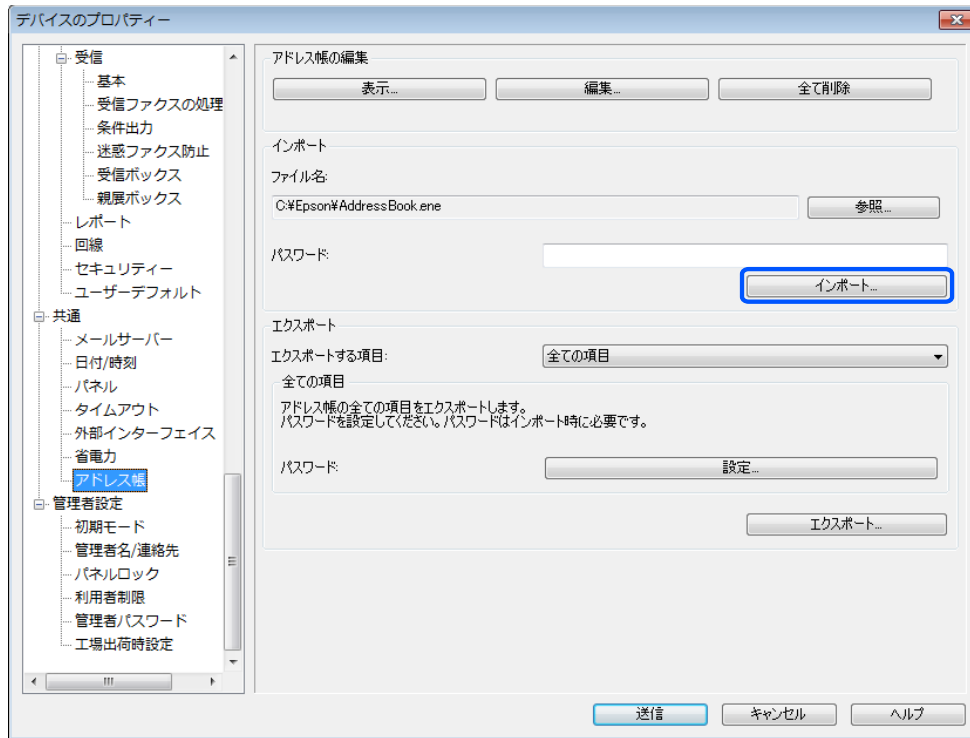 デバイスのプロパティー
受信
基本
受信ファクスの処理
条件出力
迷惑ファクス防止
受信ボックス
親展ボックス
レポート
回線
セキュリティー
ユーザーデフォルト
共通
メールサーバー
日付/時刻
パネル
タイムアウト
外部インターフェイス
省電力
アドレス帳
管理者設定
初期モード
管理者名/連絡先
パネルロック
利用者制限
管理者パスワード
工場出荷時設定
アドレス帳の編集
表示... 編集... 全て削除
インポート
ファイル名:
C:¥Epson¥AddressBook.ene 参照...
パスワード:
インポート...
エクスポート
エクスポートする項目: 全ての項目
全ての項目
アドレス帳の全ての項目をエクスポートします。
パスワードを設定してください。パスワードはインポート時に必要です。
パスワード: 設定...
エクスポート...
送信 キャンセル ヘルプ